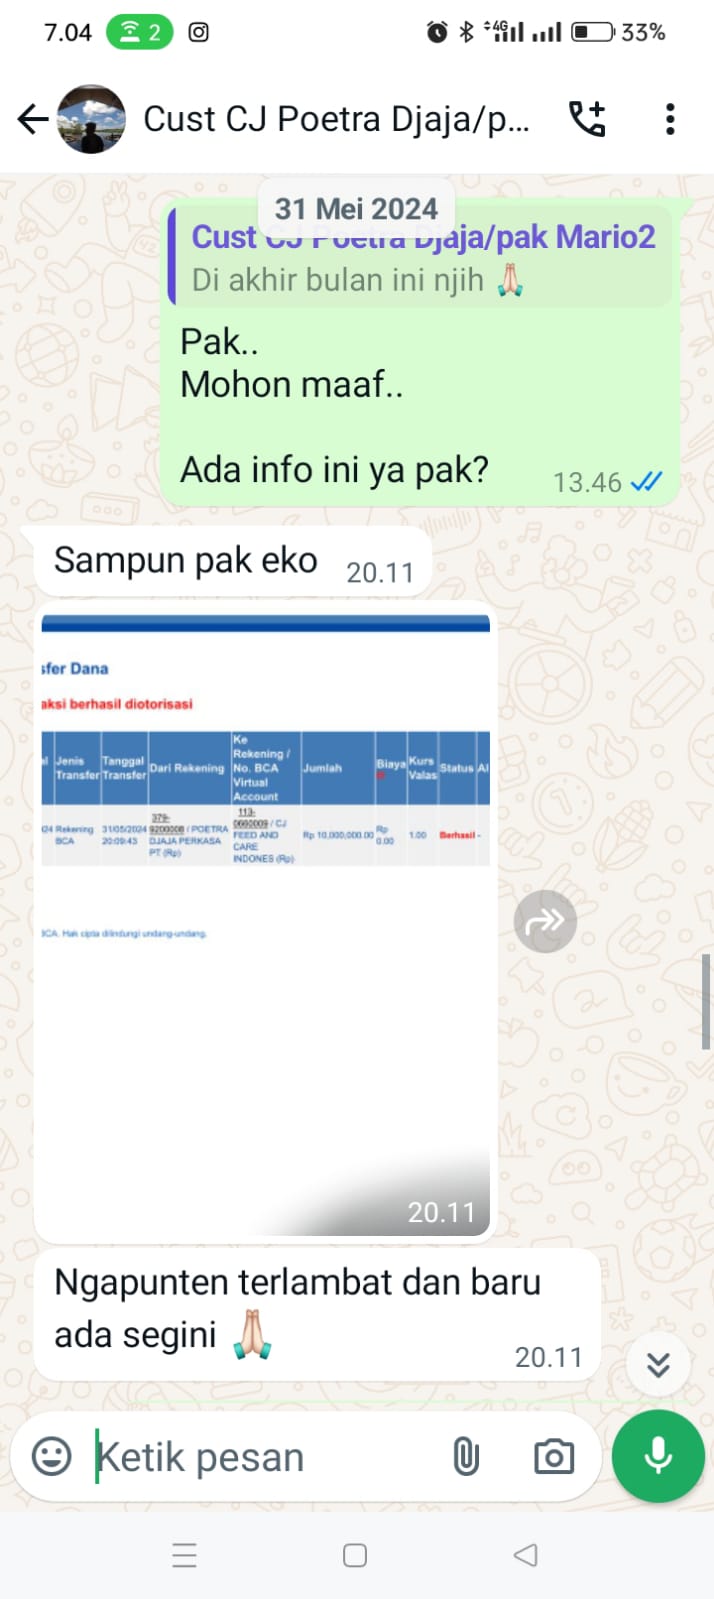 7.04
2
4G
33%
Cust CJ Poetra Djaja/p...
31 Mei 2024
Cust CJ Poetra Djaja/pak Mario2
Di akhir bulan ini njih 🙏🏻
Pak..
Mohon maaf..
Ada info ini ya pak?
13.46
Sampun pak eko
20.11
sfer Dana
aksi berhasil diotorisasi
al Jenis Transfer Tanggal Transfer Dari Rekening Ke Rekening / No. BCA Virtual Account Jumlah Biaya Kurs Valas Status Al
024 Rekening BCA 31/05/2024 20:09:43 379-9200008 / POETRA DJAJA PERKASA PT (Rp) 113-0660009 / CJ FEED AND CARE INDONES (Rp) Rp 10,000,000.00 Rp 0.00 1.00 Berhasil -
BCA. Hak cipta dilindungi undang-undang.
20.11
Ngapunten terlambat dan baru
ada segini 🙏🏻
20.11
Ketik pesan